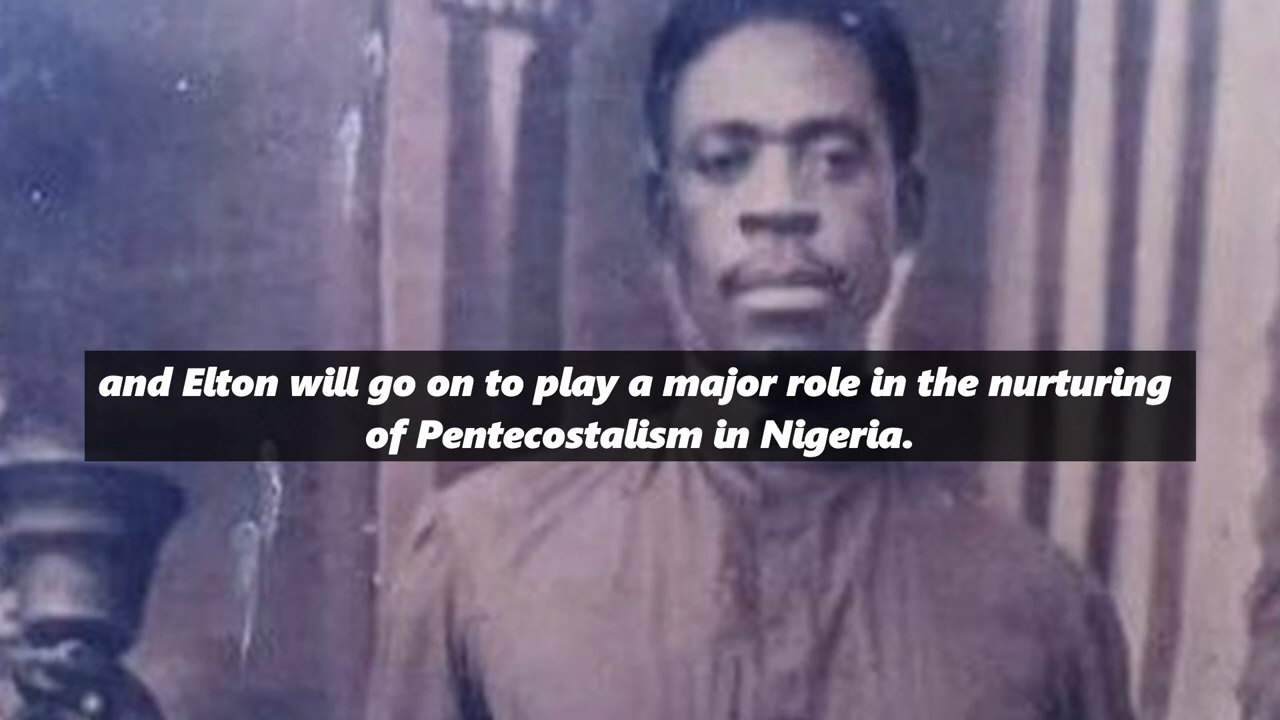 and Elton will go on to play a major role in the nurturing
of Pentecostalism in Nigeria.